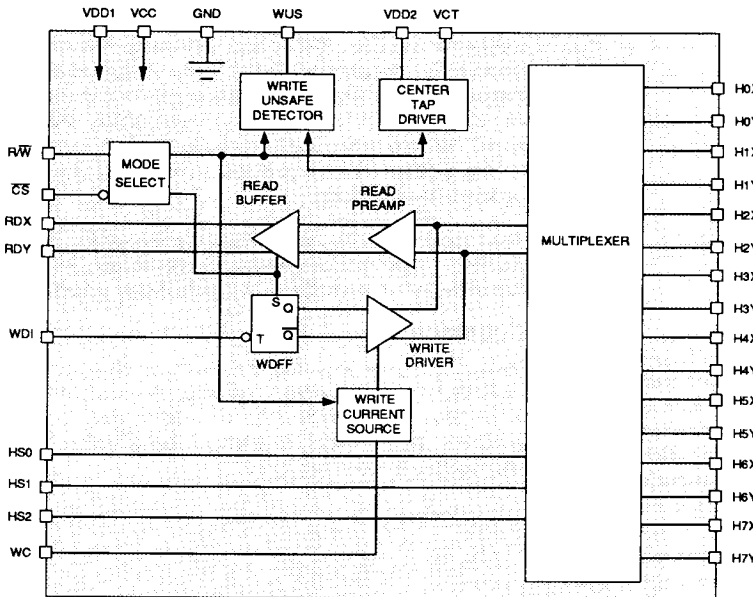 VDD1 VCC GND WUS VDD2 VCT
WRITE
UNSAFE
DETECTOR
CENTER
TAP
DRIVER
R/W̅
C̅S̅
MODE
SELECT
RDX
RDY
READ
BUFFER
READ
PREAMP
MULTIPLEXER
WDI
S Q
T Q̅
WDFF
WRITE
DRIVER
WRITE
CURRENT
SOURCE
HS0
HS1
HS2
WC
H0X
H0Y
H1X
H1Y
H2X
H2Y
H3X
H3Y
H4X
H4Y
H5X
H5Y
H6X
H6Y
H7X
H7Y